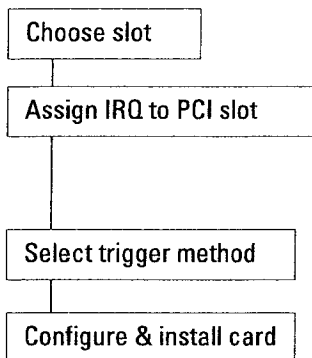 Choose slot
Assign IRQ to PCI slot
Select trigger method
Configure & install card